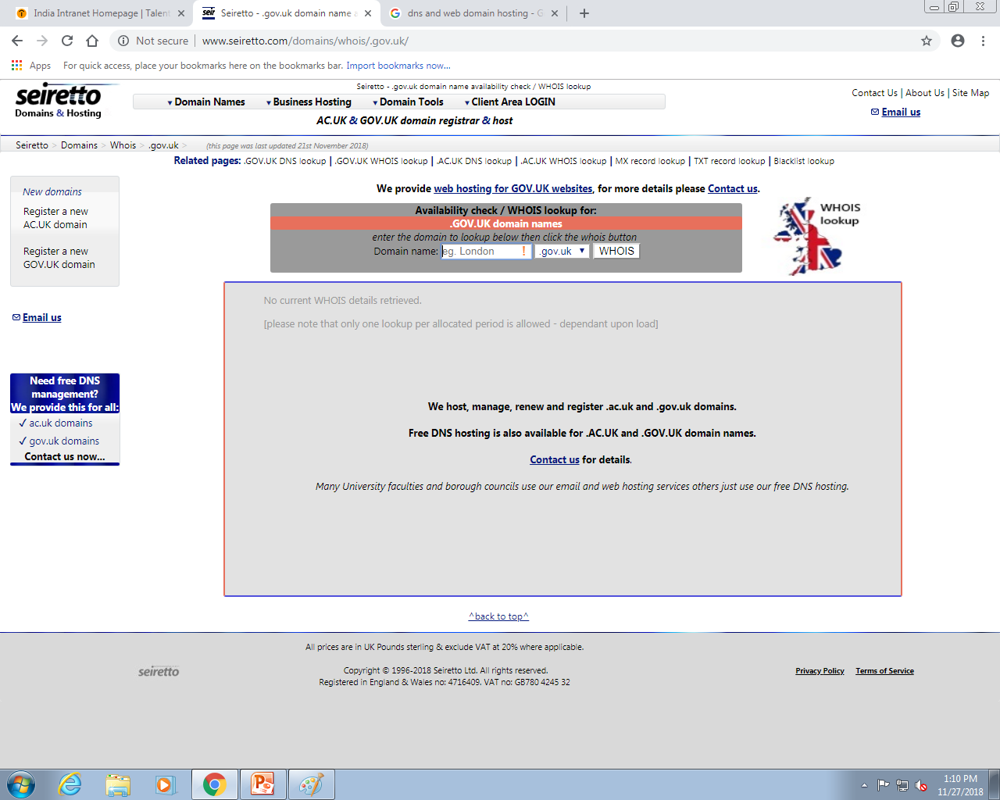 India Intranet Homepage | Talent
Seiretto - .gov.uk domain name a
dns and web domain hosting - G
Not secure
www.seiretto.com/domains/whois/.gov.uk/
Apps
For quick access, place your bookmarks here on the bookmarks bar. Import bookmarks now...
seiretto
Domains & Hosting
Seiretto - .gov.uk domain name availability check / WHOIS lookup
Domain Names
Business Hosting
Domain Tools
Client Area LOGIN
AC.UK & GOV.UK domain registrar & host
Contact Us | About Us | Site Map
Email us
Seiretto > Domains > Whois > .gov.uk >
(this page was last updated 21st November 2018)
Related pages: .GOV.UK DNS lookup | .GOV.UK WHOIS lookup | .AC.UK DNS lookup | .AC.UK WHOIS lookup | MX record lookup | TXT record lookup | Blacklist lookup
New domains
Register a new
AC.UK domain
Register a new
GOV.UK domain
Email us
Need free DNS
management?
We provide this for all:
✓ ac.uk domains
✓ gov.uk domains
Contact us now...
We provide web hosting for GOV.UK websites, for more details please Contact us.
Availability check / WHOIS lookup for:
.GOV.UK domain names
enter the domain to lookup below then click the whois button
Domain name: eg. London ! .gov.uk WHOIS
WHOIS
lookup
No current WHOIS details retrieved.
[please note that only one lookup per allocated period is allowed - dependant upon load]
We host, manage, renew and register .ac.uk and .gov.uk domains.
Free DNS hosting is also available for .AC.UK and .GOV.UK domain names.
Contact us for details.
Many University faculties and borough councils use our email and web hosting services others just use our free DNS hosting.
^back to top^
All prices are in UK Pounds sterling & exclude VAT at 20% where applicable.
seiretto
Copyright © 1996-2018 Seiretto Ltd. All rights reserved.
Registered in England & Wales no: 4716409. VAT no: GB780 4245 32
Privacy Policy
Terms of Service
1:10 PM
11/27/2018